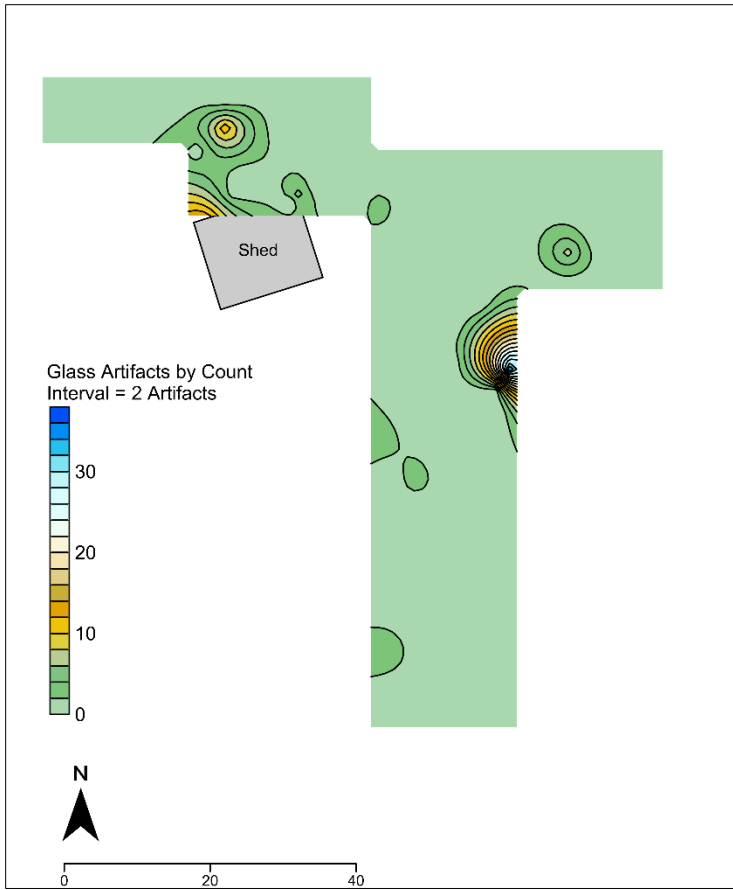 Shed
Glass Artifacts by Count
Interval = 2 Artifacts
30
20
10
0
N
0 20 40